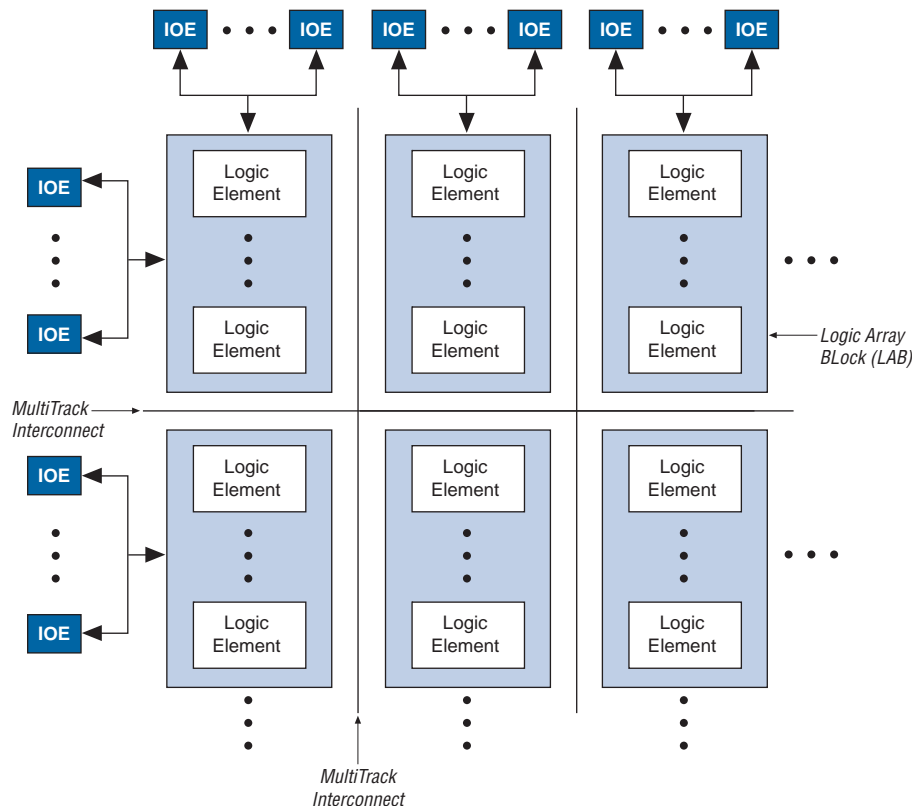 IOE IOE IOE IOE IOE IOE
Logic Element
Logic Element
Logic Element
IOE
IOE
Logic Element
Logic Element
Logic Element
Logic Array
BLock (LAB)
MultiTrack
Interconnect
IOE
Logic Element
Logic Element
Logic Element
IOE
Logic Element
Logic Element
Logic Element
MultiTrack
Interconnect